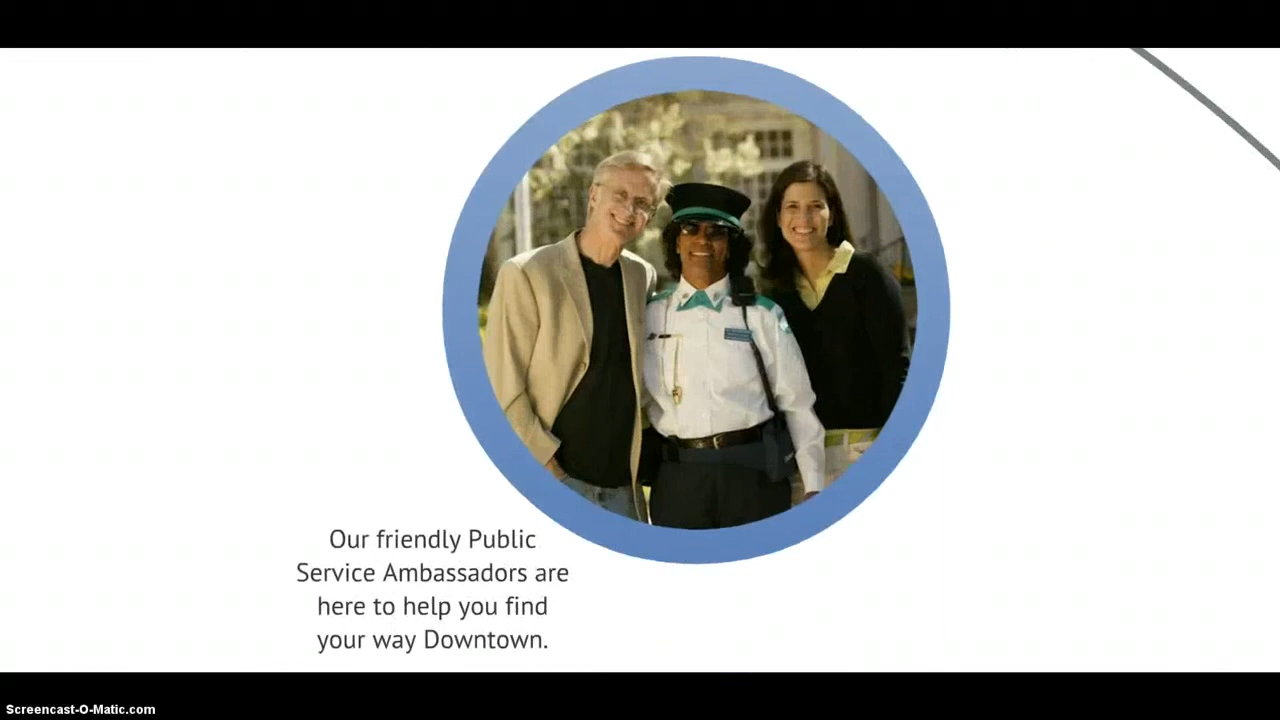 Our friendly Public
Service Ambassadors are
here to help you find
your way Downtown.
Screencast-O-Matic.com